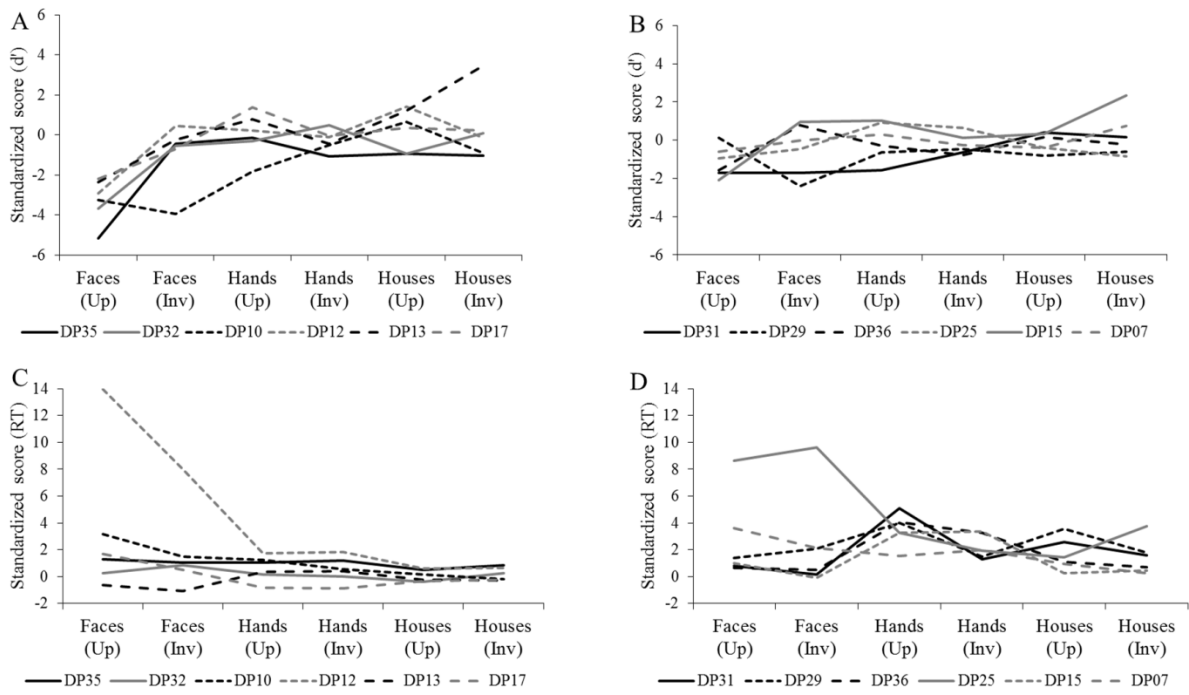 A
Standardized score (d')
6
4
2
0
-2
-4
-6
Faces (Up)
Faces (Inv)
Hands (Up)
Hands (Inv)
Houses (Up)
Houses (Inv)
DP35 DP32 DP10 DP12 DP13 DP17
B
Standardized score (d')
6
4
2
0
-2
-4
-6
Faces (Up)
Faces (Inv)
Hands (Up)
Hands (Inv)
Houses (Up)
Houses (Inv)
DP31 DP29 DP36 DP25 DP15 DP07
C
Standardized score (RT)
14
12
10
8
6
4
2
0
-2
Faces (Up)
Faces (Inv)
Hands (Up)
Hands (Inv)
Houses (Up)
Houses (Inv)
DP35 DP32 DP10 DP12 DP13 DP17
D
Standardized score (RT)
14
12
10
8
6
4
2
0
-2
Faces (Up)
Faces (Inv)
Hands (Up)
Hands (Inv)
Houses (Up)
Houses (Inv)
DP31 DP29 DP36 DP25 DP15 DP07